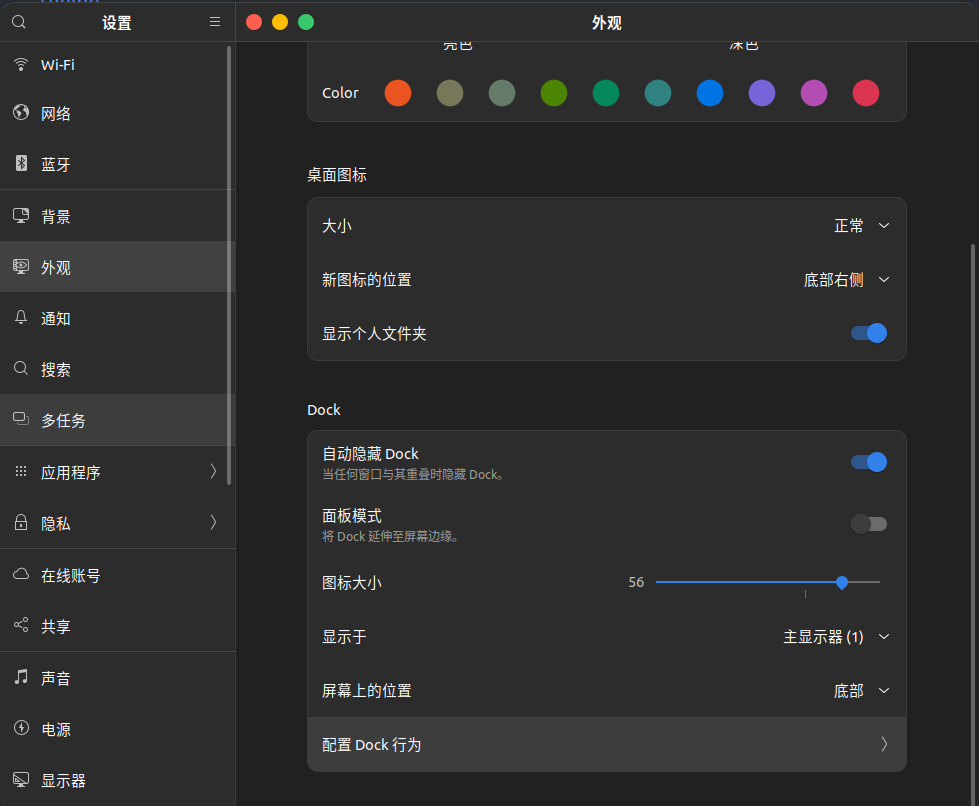 设置
外观
Wi-Fi
网络
蓝牙
背景
外观
通知
搜索
多任务
应用程序
隐私
在线账号
共享
声音
电源
显示器
亮色
深色
Color
桌面图标
大小
正常
新图标的位置
底部右侧
显示个人文件夹
Dock
自动隐藏 Dock
当任何窗口与其重叠时隐藏 Dock。
面板模式
将 Dock 延伸至屏幕边缘。
图标大小
56
显示于
主显示器 (1)
屏幕上的位置
底部
配置 Dock 行为